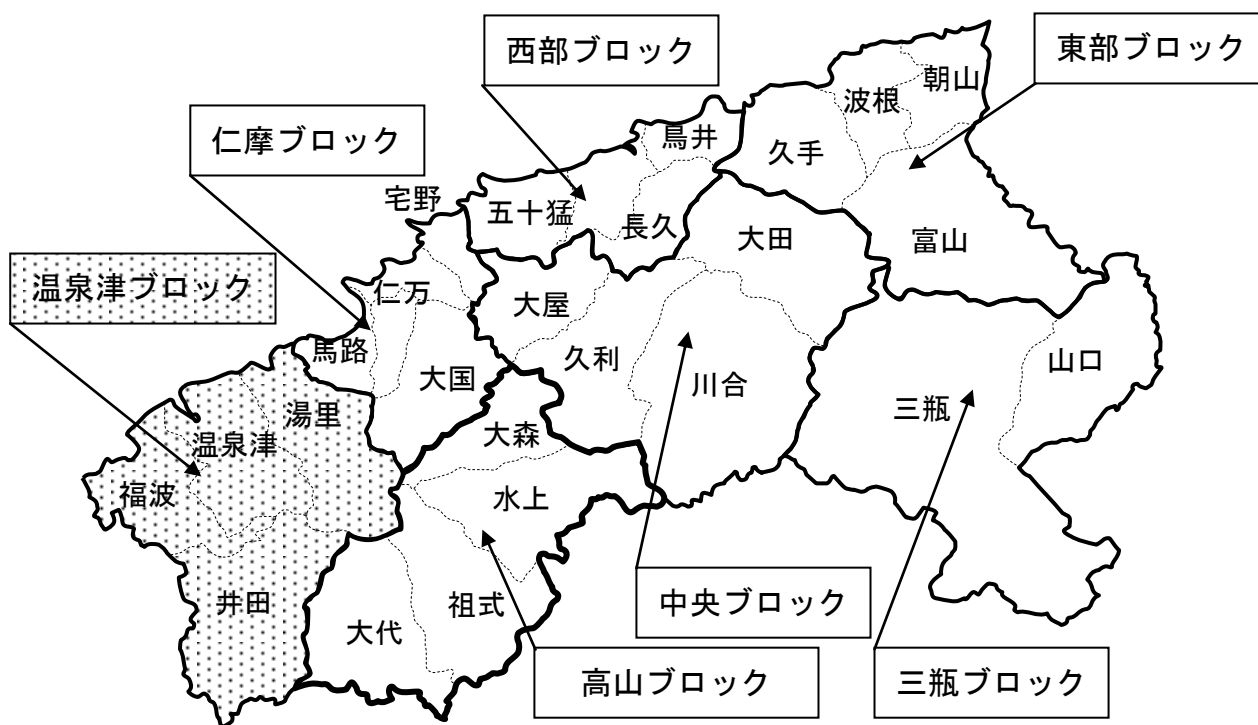 西部ブロック
東部ブロック
朝山
波根
鳥井
久手
仁摩ブロック
宅野
五十猛
長久
大田
富山
温泉津ブロック
仁万
大屋
馬路
久利
山口
大国
川合
三瓶
湯里
大森
温泉津
福波
水上
井田
祖式
中央ブロック
大代
高山ブロック
三瓶ブロック